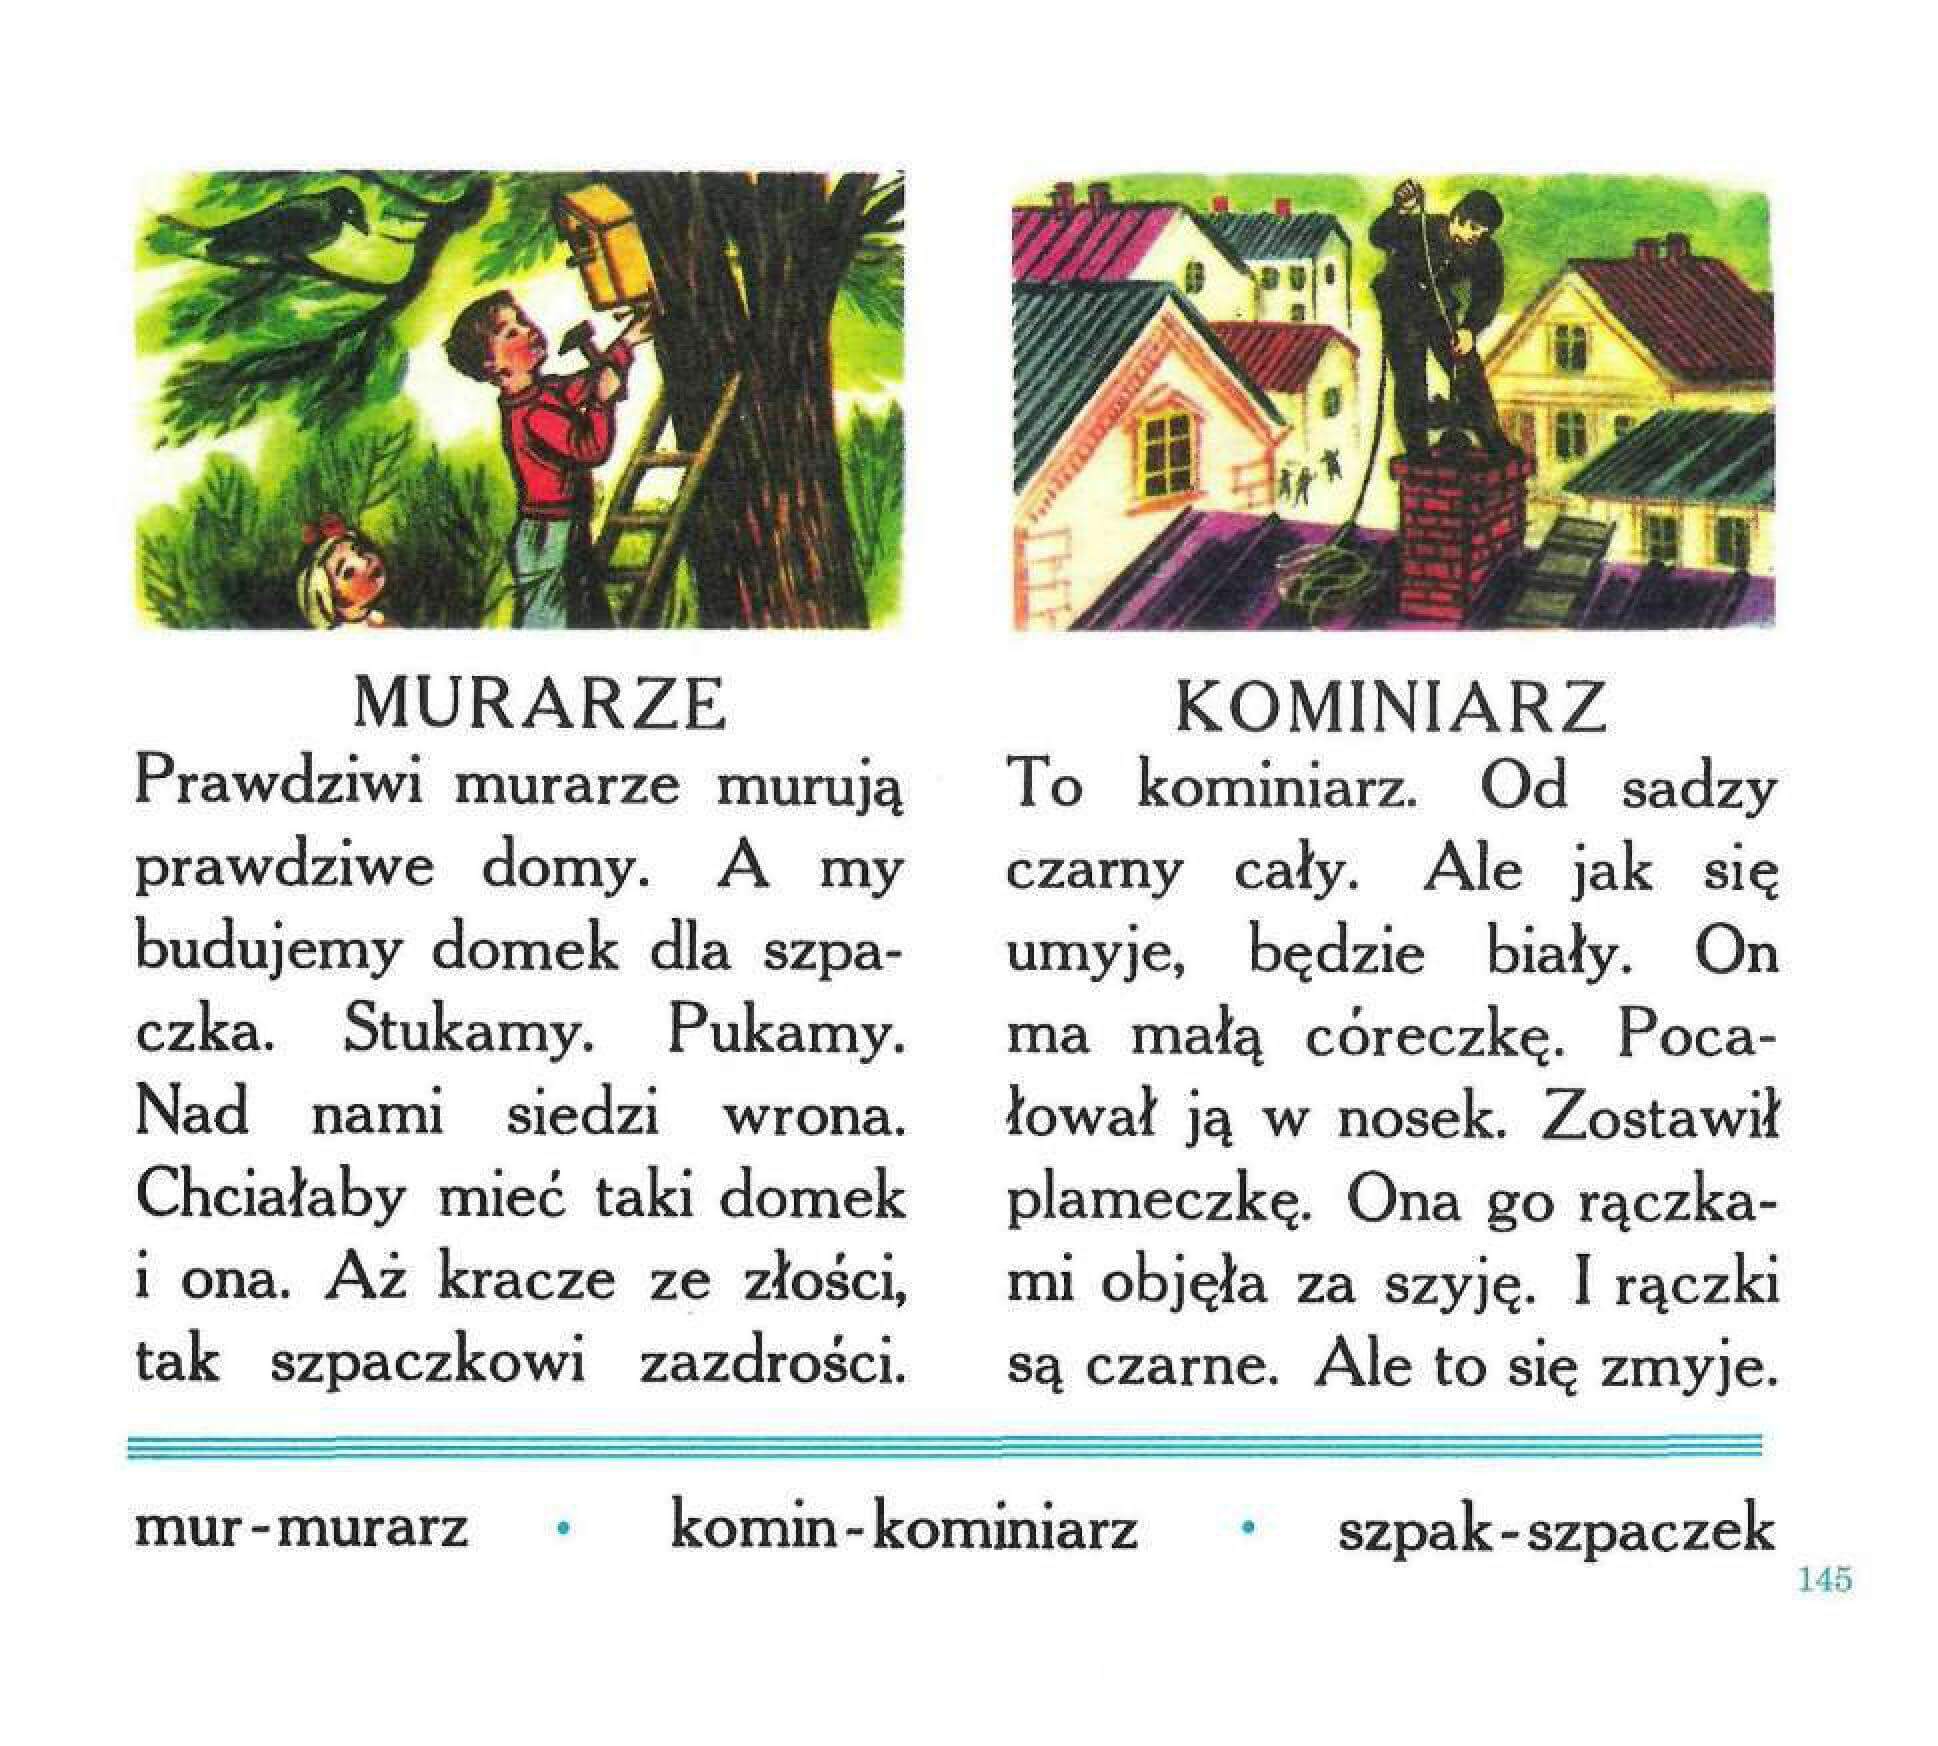 MURARZE
Prawdziwi murarze murują
prawdziwe domy. A my
budujemy domek dla szpa-
czka. Stukamy. Pukamy.
Nad nami siedzi wrona.
Chciałaby mieć taki domek
i ona. Aż kracze ze złości,
tak szpaczkowi zazdrości.
KOMINIARZ
To kominiarz. Od sadzy
czarny cały. Ale jak się
umyje, będzie biały. On
ma małą córeczkę. Poca-
łował ją w nosek. Zostawił
plameczkę. Ona go rączka-
mi objęła za szyję. I rączki
są czarne. Ale to się zmyje.
mur-murarz • komin-kominiarz • szpak-szpaczek
145